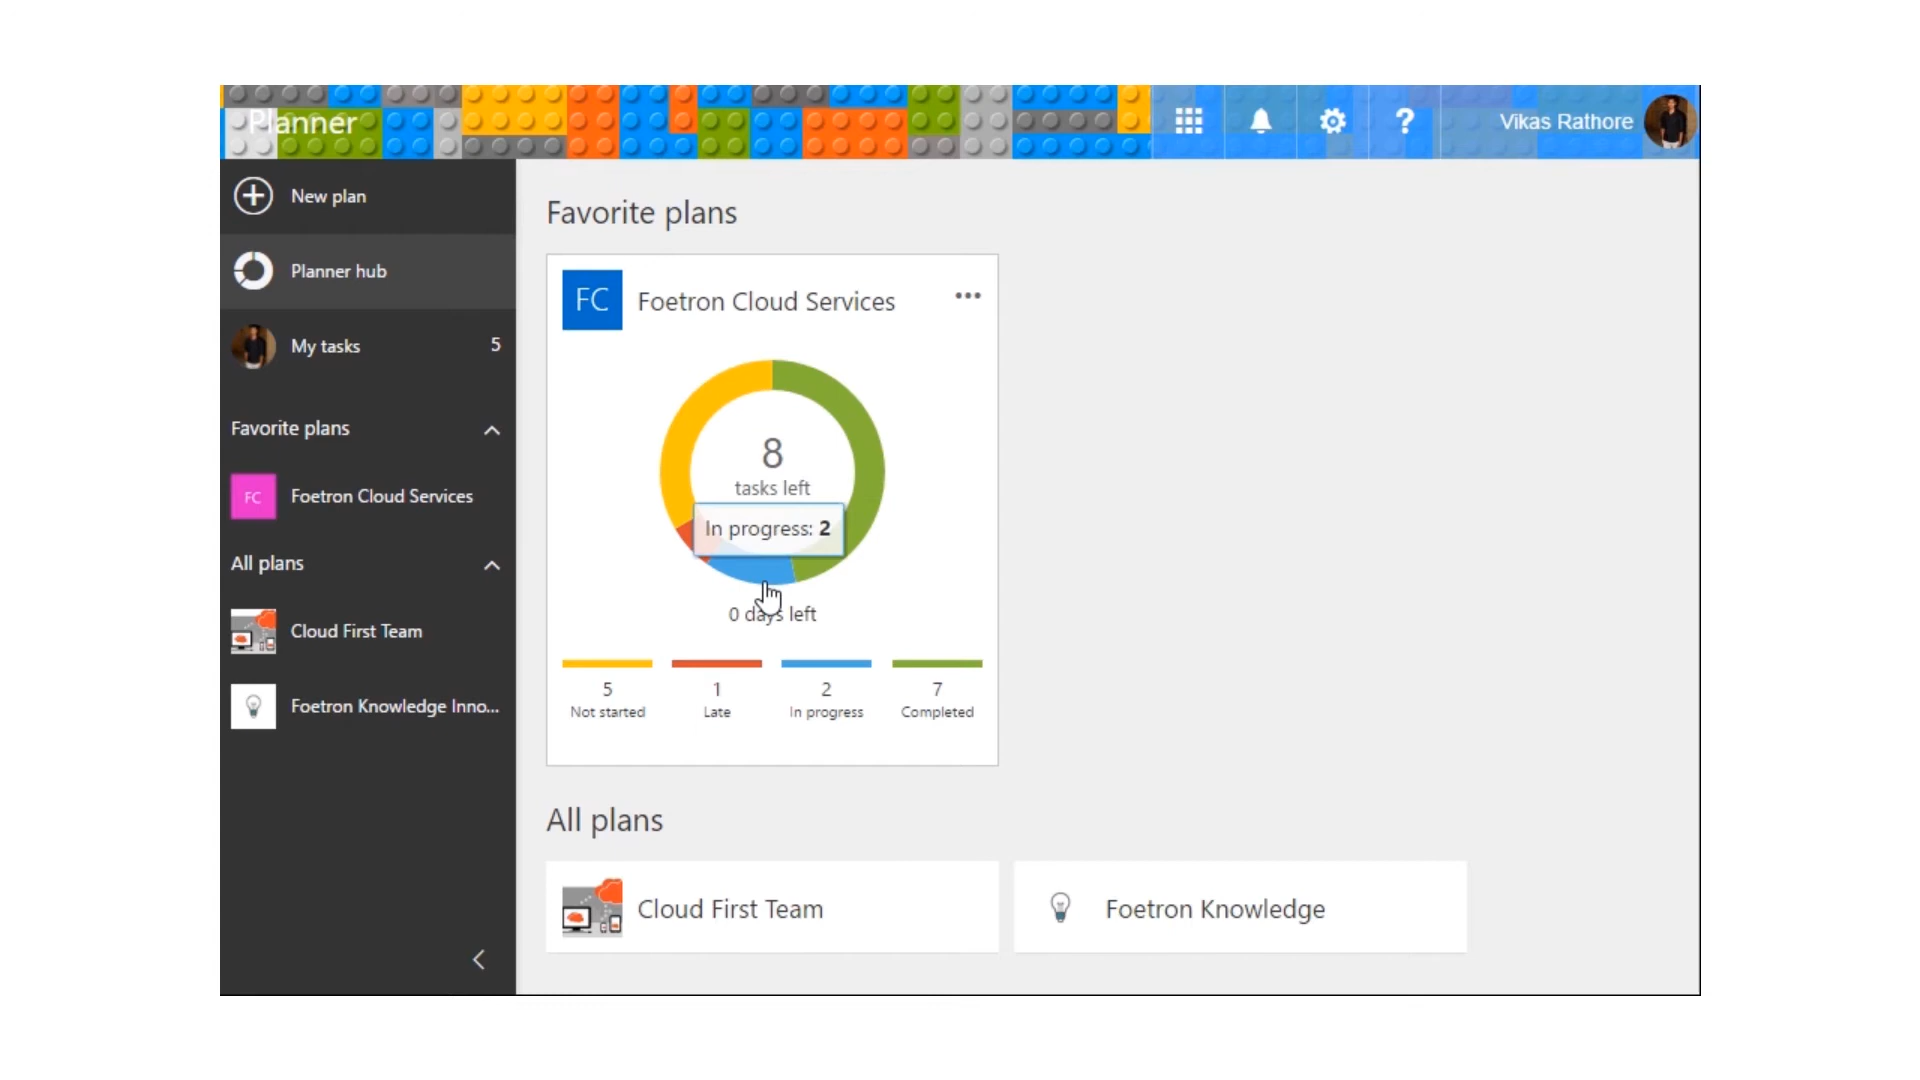 Planner
Vikas Rathore
New plan
Planner hub
My tasks 5
Favorite plans
FC Foetron Cloud Services
All plans
Cloud First Team
Foetron Knowledge Inno...
Favorite plans
FC Foetron Cloud Services
8
tasks left
In progress: 2
0 days left
5 1 2 7
Not started Late In progress Completed
All plans
Cloud First Team
Foetron Knowledge